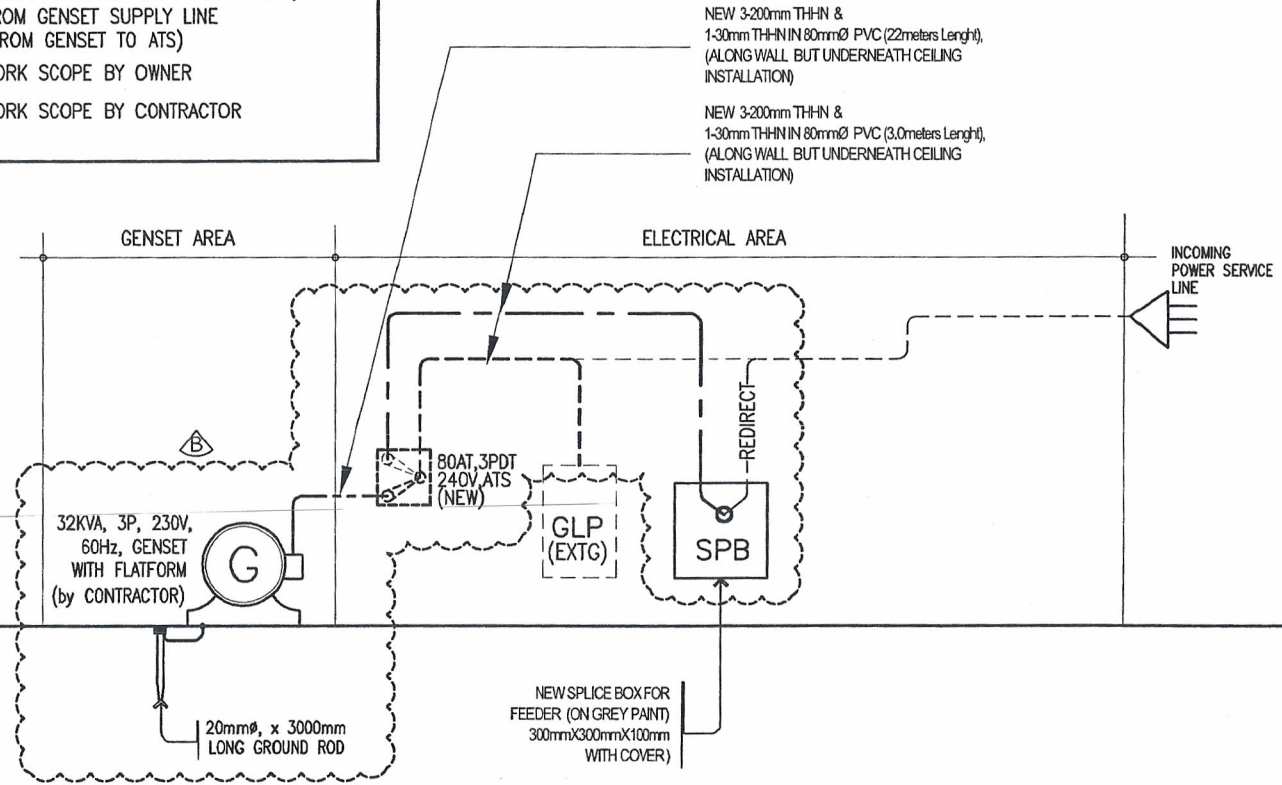 ROM GENSET SUPPLY LINE
FROM GENSET TO ATS)
ORK SCOPE BY OWNER
ORK SCOPE BY CONTRACTOR
NEW 3-200mm THHN &
1-30mm THHN IN 80mmØ PVC (22meters Lenght),
(ALONG WALL BUT UNDERNEATH CEILING
INSTALLATION)
NEW 3-200mm THHN &
1-30mm THHN IN 80mmØ PVC (3.0meters Lenght),
(ALONG WALL BUT UNDERNEATH CEILING
INSTALLATION)
GENSET AREA
ELECTRICAL AREA
INCOMING
POWER SERVICE
LINE
REDIRECT
B
80AT,3PDT
240V,ATS
(NEW)
32KVA, 3P, 230V,
60Hz, GENSET
WITH FLATFORM
(by CONTRACTOR)
G
GLP
(EXTG)
SPB
20mmø, x 3000mm
LONG GROUND ROD
NEW SPLICE BOX FOR
FEEDER (ON GREY PAINT)
300mmX300mmX100mm
WITH COVER)